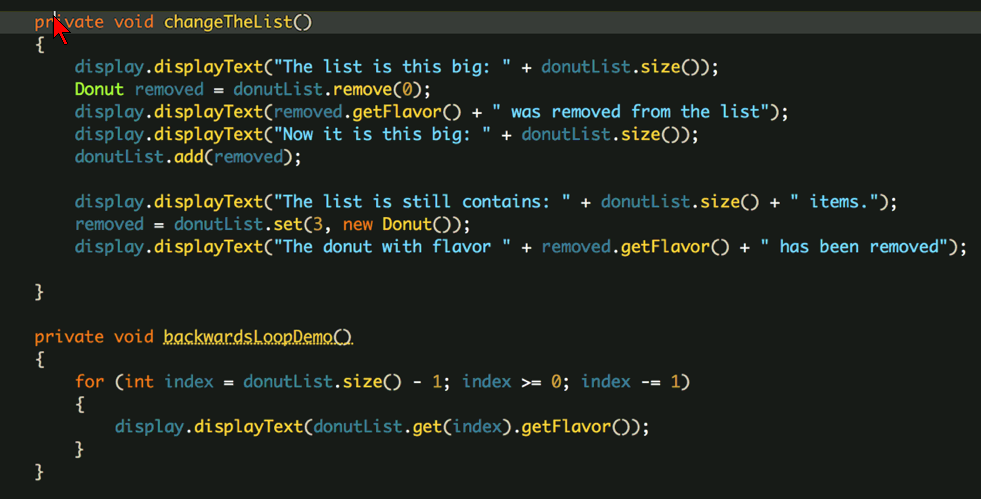 private void changeTheList()
{
display.displayText("The list is this big: " + donutList.size());
Donut removed = donutList.remove(0);
display.displayText(removed.getFlavor() + " was removed from the list");
display.displayText("Now it is this big: " + donutList.size());
donutList.add(removed);
display.displayText("The list is still contains: " + donutList.size() + " items.");
removed = donutList.set(3, new Donut());
display.displayText("The donut with flavor " + removed.getFlavor() + " has been removed");
}
private void backwardsLoopDemo()
{
for (int index = donutList.size() - 1; index >= 0; index -= 1)
{
display.displayText(donutList.get(index).getFlavor());
}
}